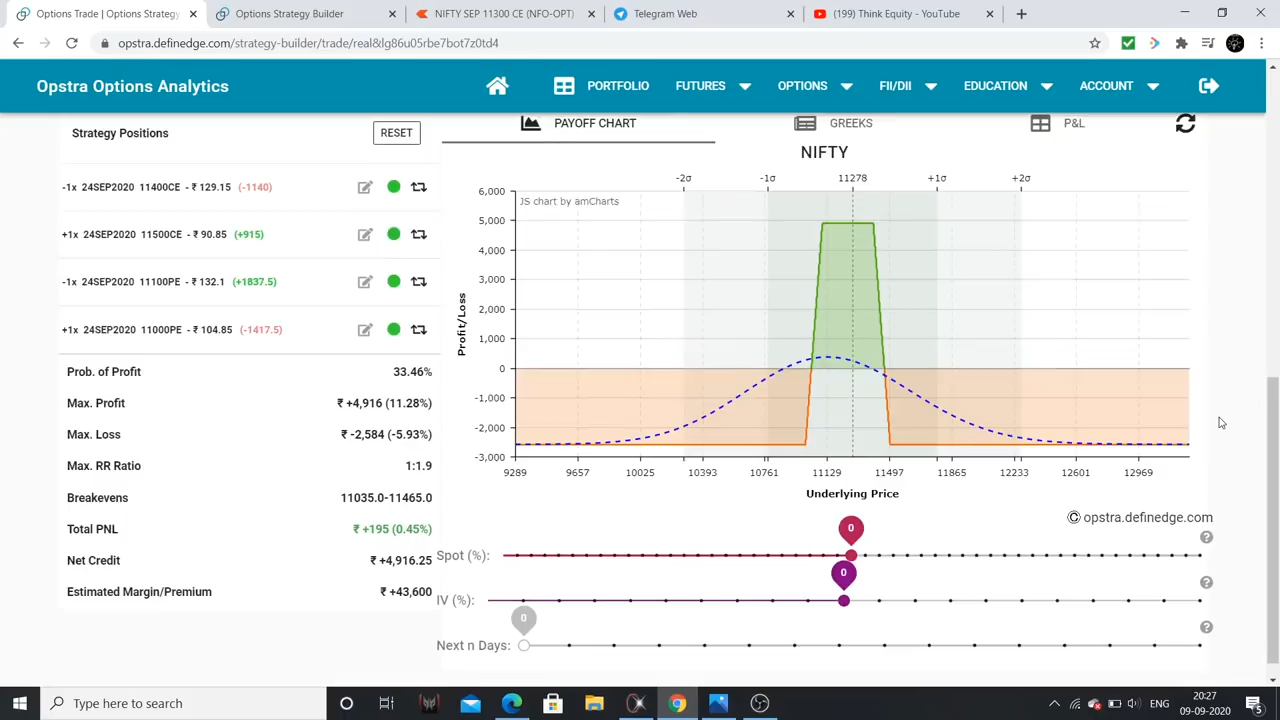 Options Trade | Options Strategy
Options Strategy Builder
NIFTY SEP 11300 CE (NFO-OPT)
Telegram Web
(199) Think Equity - YouTube
opstra.definedge.com/strategy-builder/trade/real&lg86u05rbe7bot7z0td4
Opstra Options Analytics
PORTFOLIO
FUTURES
OPTIONS
FII/DII
EDUCATION
ACCOUNT
Strategy Positions
RESET
PAYOFF CHART
GREEKS
P&L
NIFTY
-2σ
-1σ
11278
+1σ
+2σ
JS chart by amCharts
-1x 24SEP2020 11400CE - ₹ 129.15 (-1140)
+1x 24SEP2020 11500CE - ₹ 90.85 (+915)
-1x 24SEP2020 11100PE - ₹ 132.1 (+1837.5)
+1x 24SEP2020 11000PE - ₹ 104.85 (-1417.5)
Prob. of Profit 33.46%
Max. Profit ₹ +4,916 (11.28%)
Max. Loss ₹ -2,584 (-5.93%)
Max. RR Ratio 1:1.9
Breakevens 11035.0-11465.0
Total PNL ₹ +195 (0.45%)
Net Credit ₹ +4,916.25
Estimated Margin/Premium ₹ +43,600
Profit/Loss
6,000
5,000
4,000
3,000
2,000
1,000
0
-1,000
-2,000
-3,000
9289 9657 10025 10393 10761 11129 11497 11865 12233 12601 12969
Underlying Price
© opstra.definedge.com
0
Spot (%):
0
IV (%):
0
Next n Days:
Type here to search
ENG
20:27
09-09-2020
5